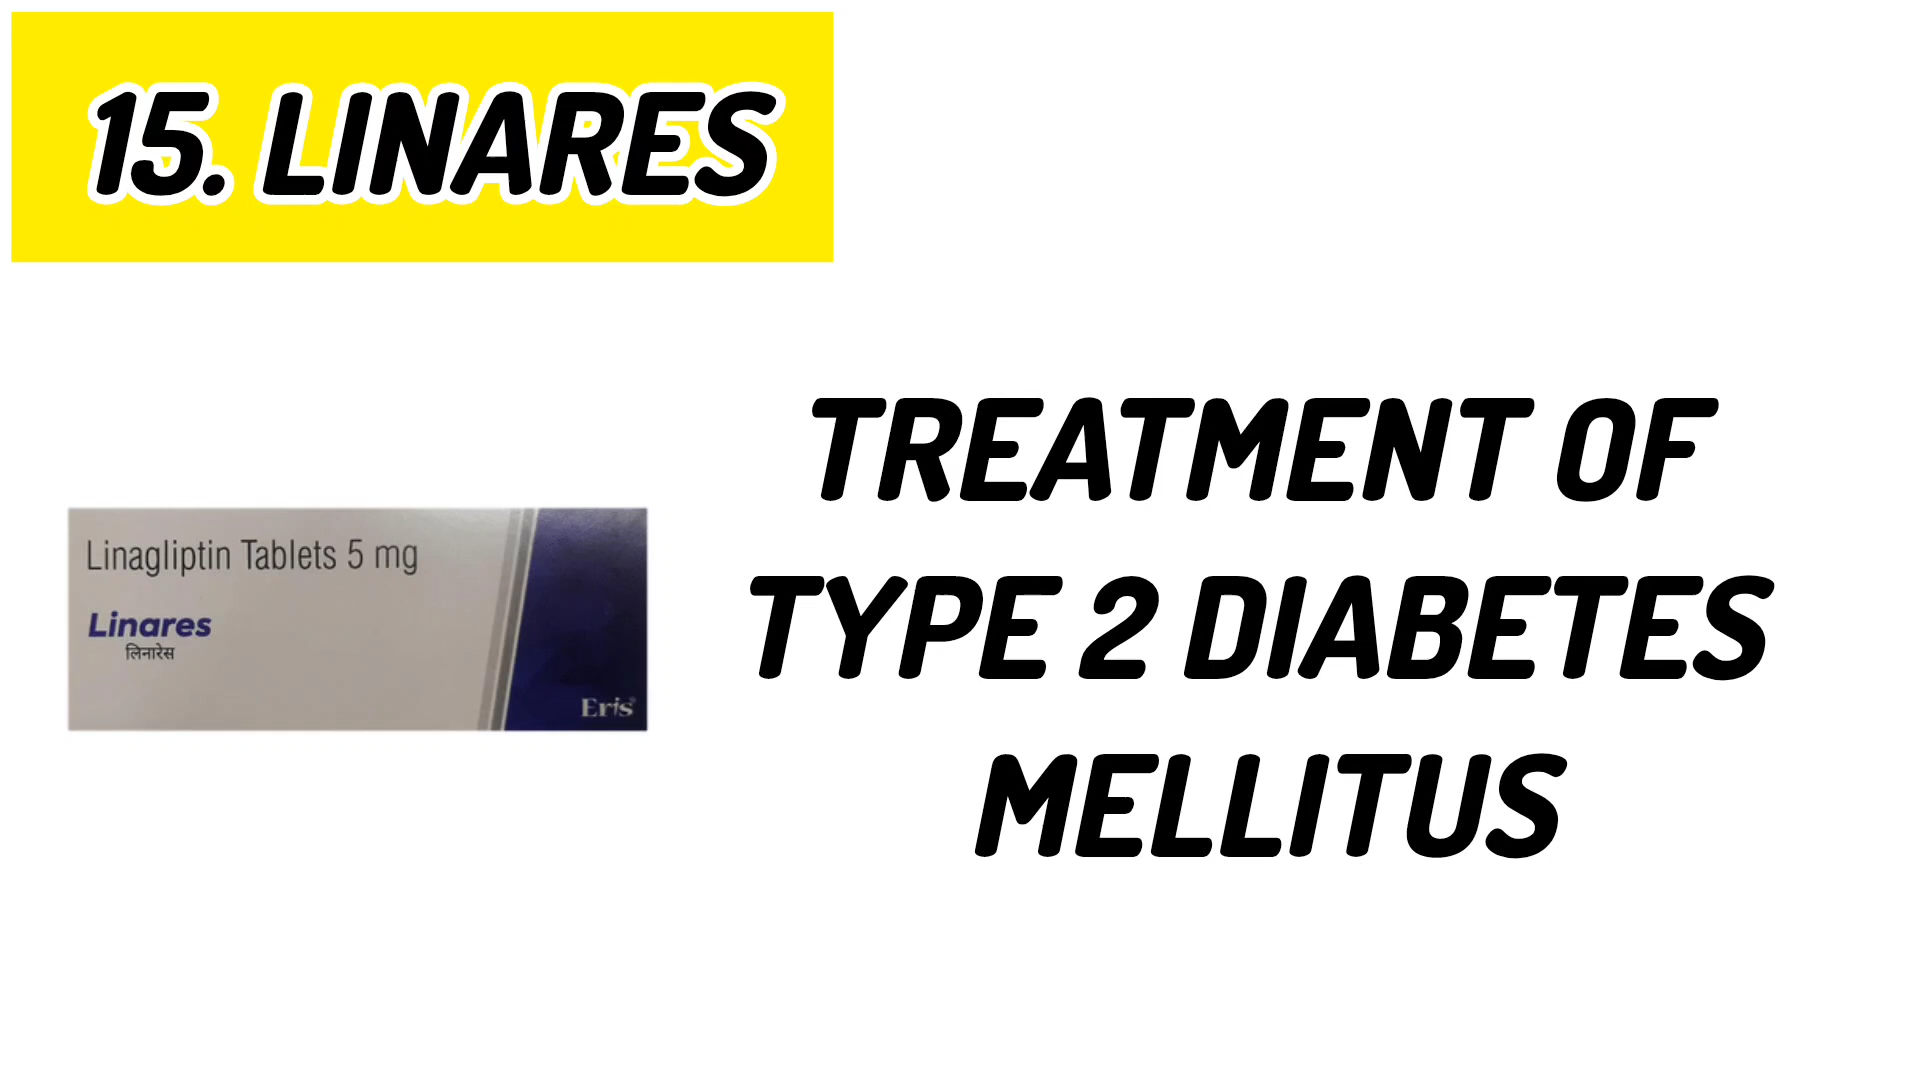 15. LINARES
TREATMENT OF
TYPE 2 DIABETES
MELLITUS
Linagliptin Tablets 5 mg
Linares
लिनारेस
Eris